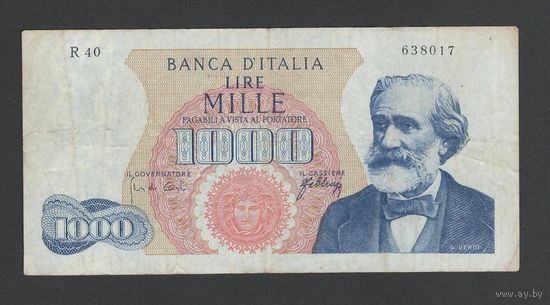 R 40
638017
BANCA D'ITALIA
LIRE
MILLE
PAGABILI A VISTA AL PORTATORE
1000
IL GOVERNATORE
IL CASSIERE
1000
G. VERDI
www.ay.by